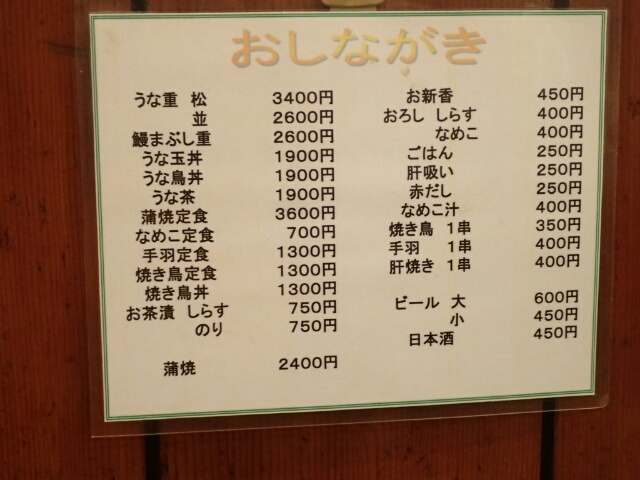 おしながき
うな重 松 3400円
並 2600円
鰻まぶし重 2600円
うな玉丼 1900円
うな鳥丼 1900円
うな茶 1900円
蒲焼定食 3600円
なめこ定食 700円
手羽定食 1300円
焼き鳥定食 1300円
焼き鳥丼 1300円
お茶漬 しらす 750円
のり 750円
蒲焼 2400円
お新香 450円
おろし しらす 400円
なめこ 400円
ごはん 250円
肝吸い 250円
赤だし 250円
なめこ汁 400円
焼き鳥 1串 350円
手羽 1串 400円
肝焼き 1串 400円
ビール 大 600円
小 450円
日本酒 450円